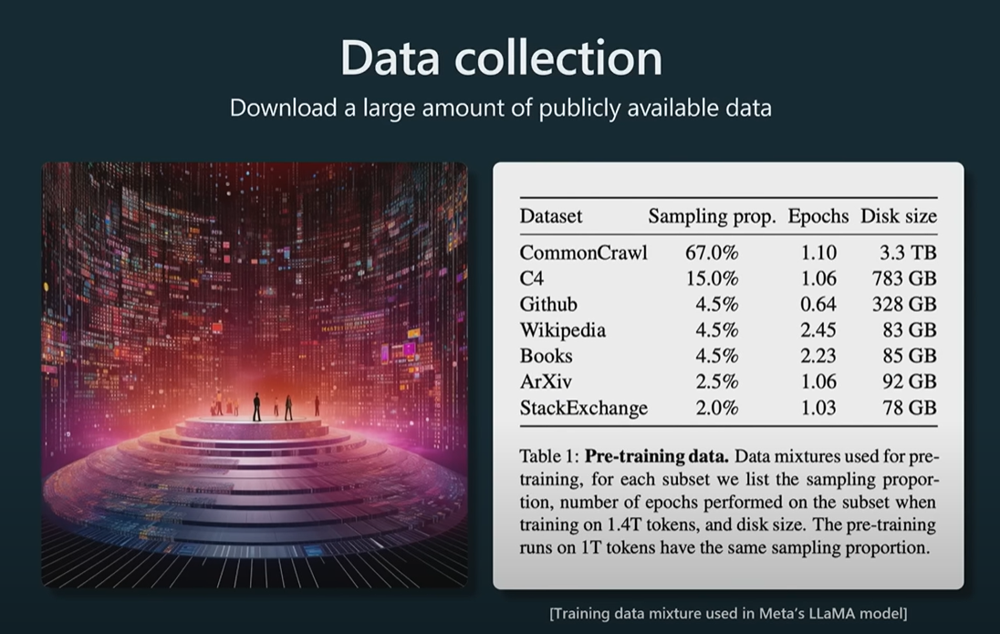 Data collection
Download a large amount of publicly available data
Dataset Sampling prop. Epochs Disk size
CommonCrawl 67.0% 1.10 3.3 TB
C4 15.0% 1.06 783 GB
Github 4.5% 0.64 328 GB
Wikipedia 4.5% 2.45 83 GB
Books 4.5% 2.23 85 GB
ArXiv 2.5% 1.06 92 GB
StackExchange 2.0% 1.03 78 GB
Table 1: Pre-training data. Data mixtures used for pre-
training, for each subset we list the sampling propor-
tion, number of epochs performed on the subset when
training on 1.4T tokens, and disk size. The pre-training
runs on 1T tokens have the same sampling proportion.
[Training data mixture used in Meta's LLaMA model]